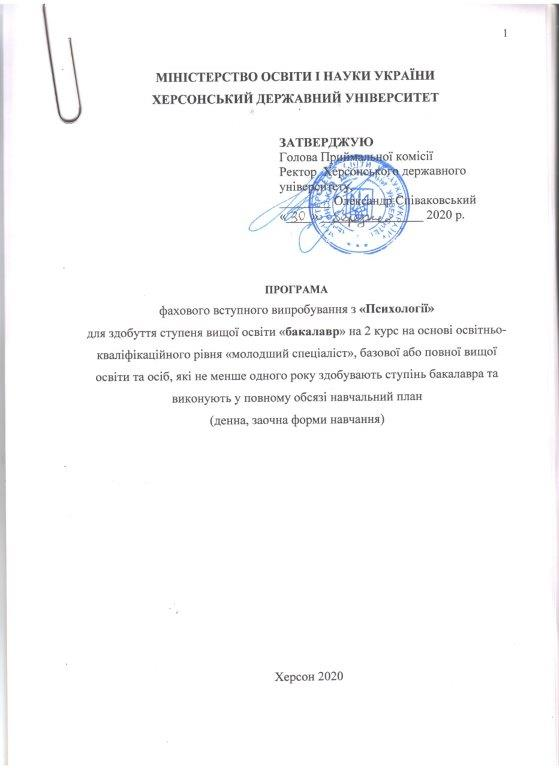 1
МІНІСТЕРСТВО ОСВІТИ І НАУКИ УКРАЇНИ
ХЕРСОНСЬКИЙ ДЕРЖАВНИЙ УНІВЕРСИТЕТ
ЗАТВЕРДЖУЮ
Голова Приймальної комісії
Ректор Херсонського державного
університету
Олександр Співаковський
«30» 2020 р.
ПРОГРАМА
фахового вступного випробування з «Психології»
для здобуття ступеня вищої освіти «бакалавр» на 2 курс на основі освітньо-
кваліфікаційного рівня «молодший спеціаліст», базової або повної вищої
освіти та осіб, які не менше одного року здобувають ступінь бакалавра та
виконують у повному обсязі навчальний план
(денна, заочна форми навчання)
Херсон 2020